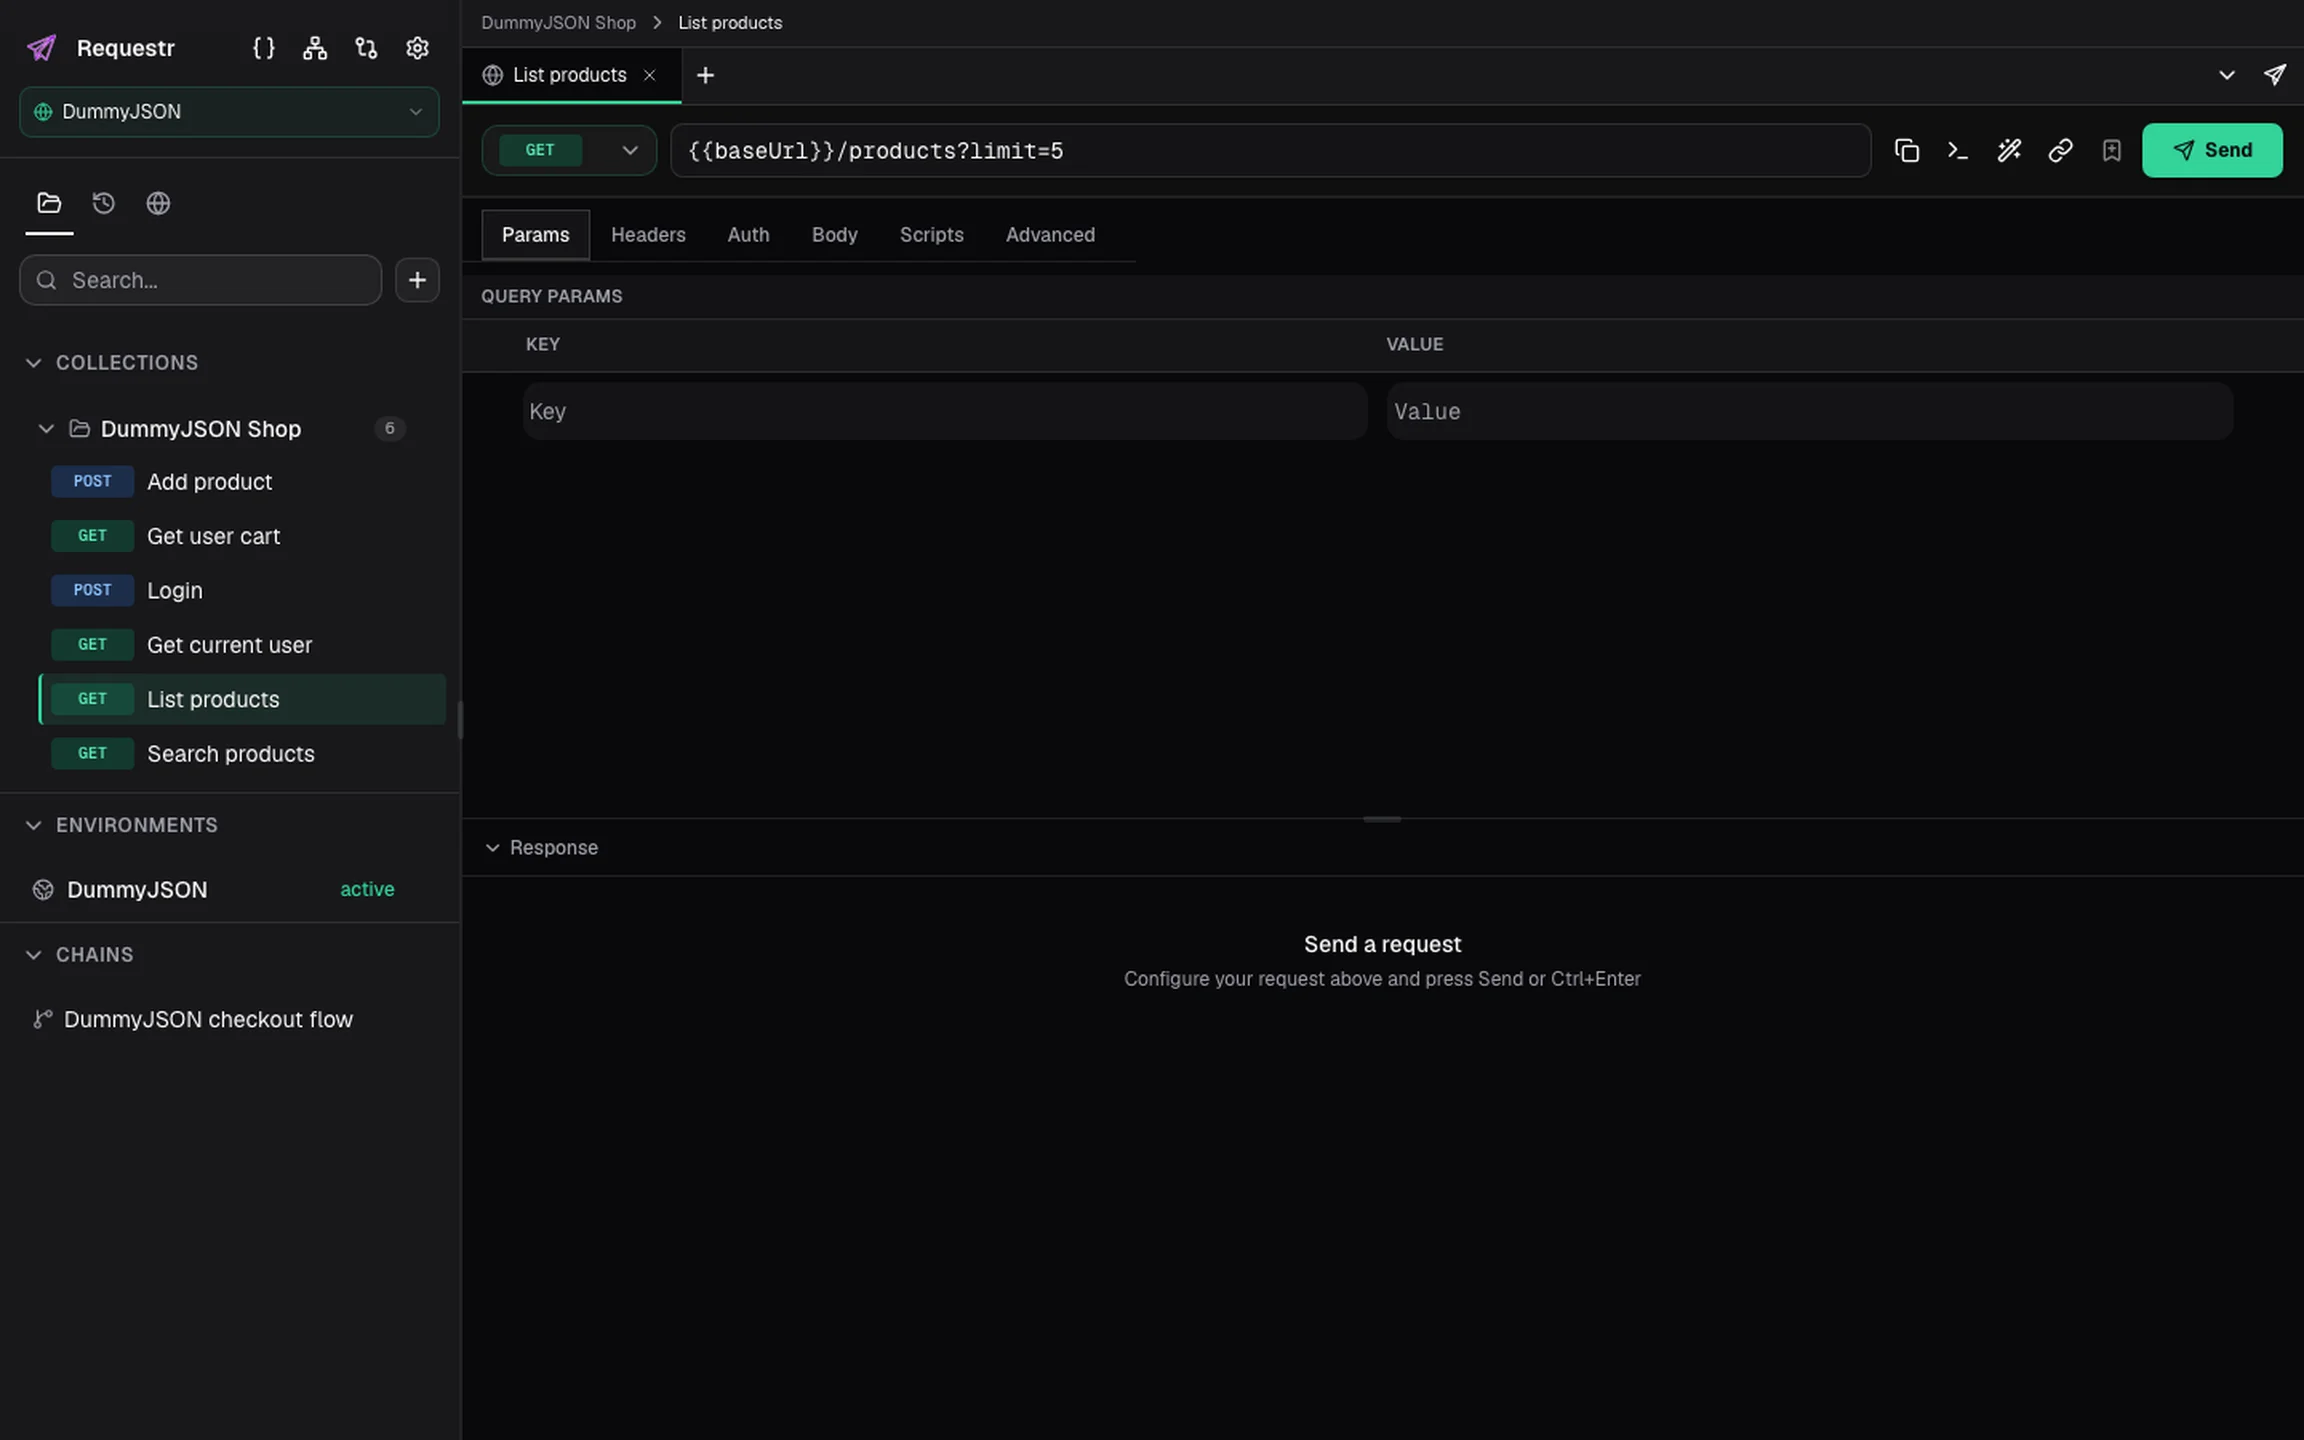 Requestr
DummyJSON
Search...
COLLECTIONS
DummyJSON Shop 6
POST Add product
GET Get user cart
POST Login
GET Get current user
GET List products
GET Search products
ENVIRONMENTS
DummyJSON active
CHAINS
DummyJSON checkout flow
DummyJSON Shop > List products
List products
GET {{baseUrl}}/products?limit=5 Send
Params Headers Auth Body Scripts Advanced
QUERY PARAMS
KEY VALUE
Key Value
Response
Send a request
Configure your request above and press Send or Ctrl+Enter